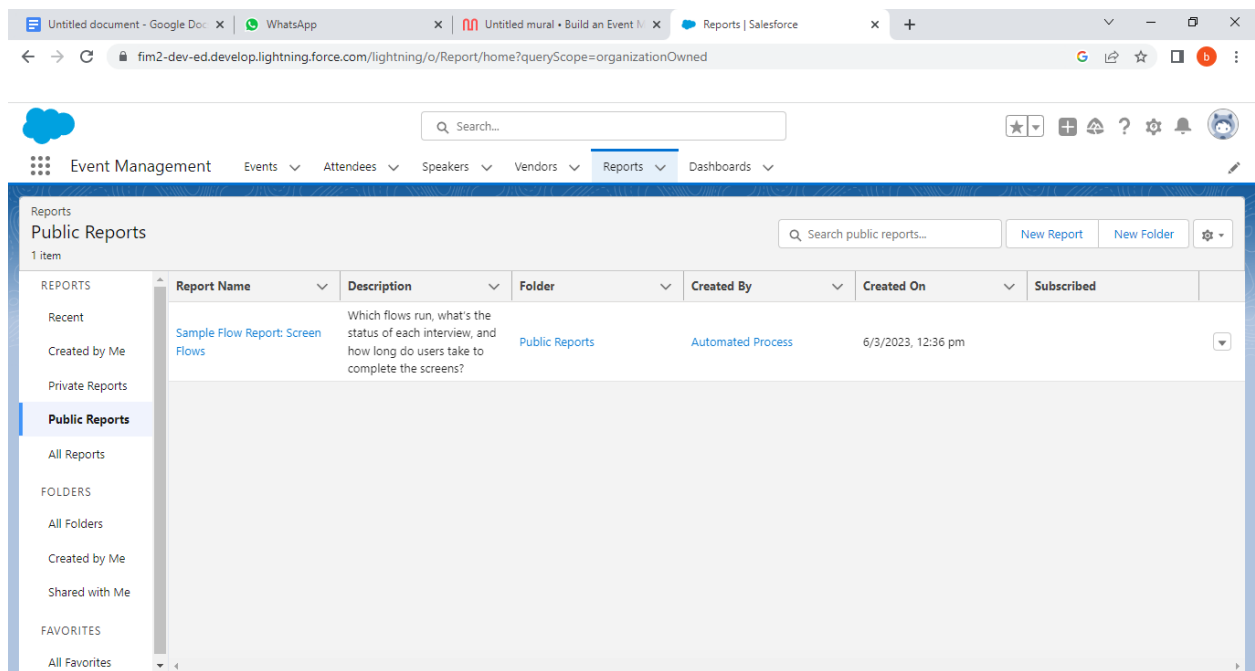 Untitled document - Google Doc
WhatsApp
Untitled mural • Build an Event M
Reports | Salesforce
fim2-dev-ed.develop.lightning.force.com/lightning/o/Report/home?queryScope=organizationOwned
G
b
Search...
Event Management
Events
Attendees
Speakers
Vendors
Reports
Dashboards
Reports
Public Reports
1 item
Search public reports...
New Report
New Folder
REPORTS
Recent
Created by Me
Private Reports
Public Reports
All Reports
FOLDERS
All Folders
Created by Me
Shared with Me
FAVORITES
All Favorites
Report Name
Description
Folder
Created By
Created On
Subscribed
Sample Flow Report: Screen
Flows
Which flows run, what's the
status of each interview, and
how long do users take to
complete the screens?
Public Reports
Automated Process
6/3/2023, 12:36 pm